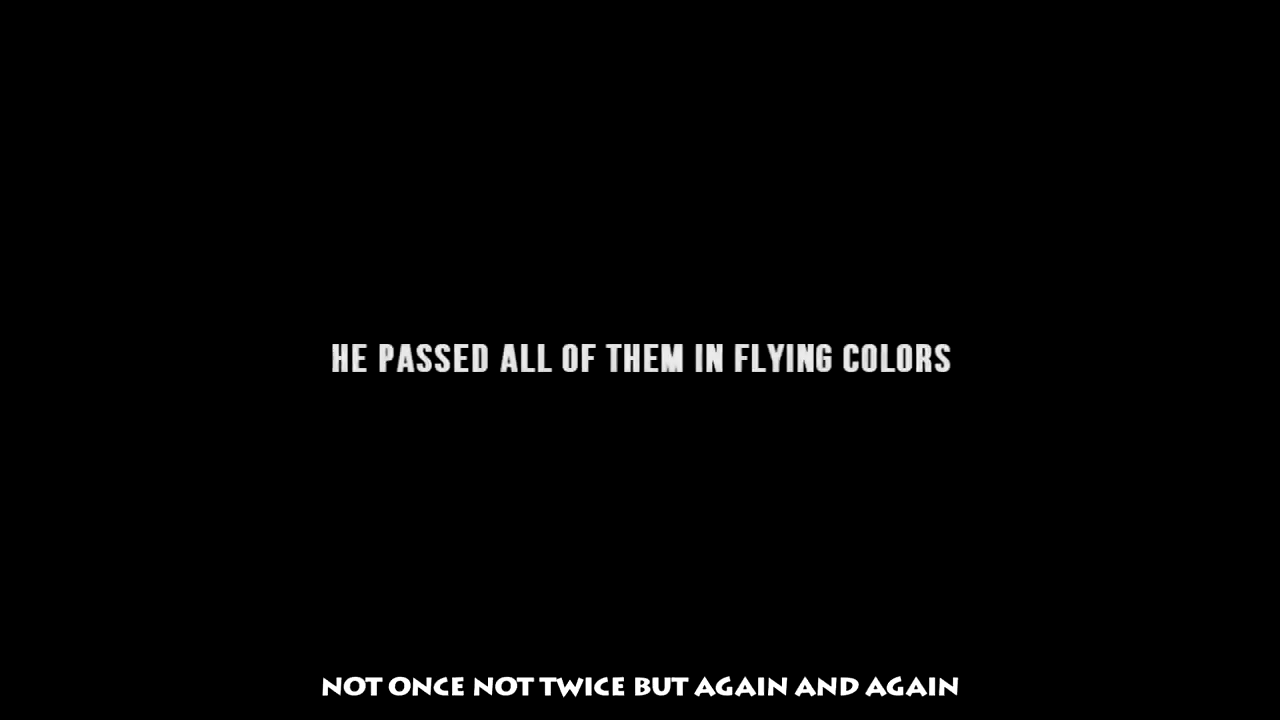 HE PASSED ALL OF THEM IN FLYING COLORS
NOT ONCE NOT TWICE BUT AGAIN AND AGAIN